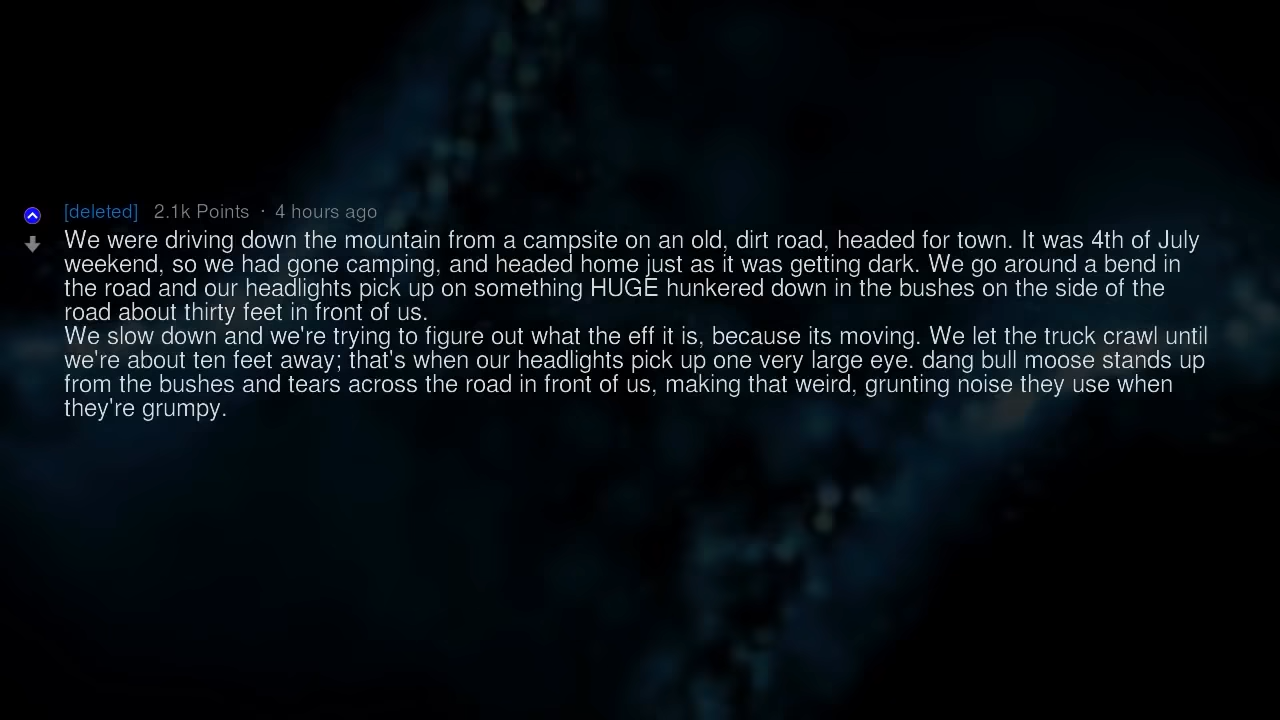 [deleted] 2.1k Points · 4 hours ago
We were driving down the mountain from a campsite on an old, dirt road, headed for town. It was 4th of July
weekend, so we had gone camping, and headed home just as it was getting dark. We go around a bend in
the road and our headlights pick up on something HUGE hunkered down in the bushes on the side of the
road about thirty feet in front of us.
We slow down and we're trying to figure out what the eff it is, because its moving. We let the truck crawl until
we're about ten feet away; that's when our headlights pick up one very large eye. dang bull moose stands up
from the bushes and tears across the road in front of us, making that weird, grunting noise they use when
they're grumpy.